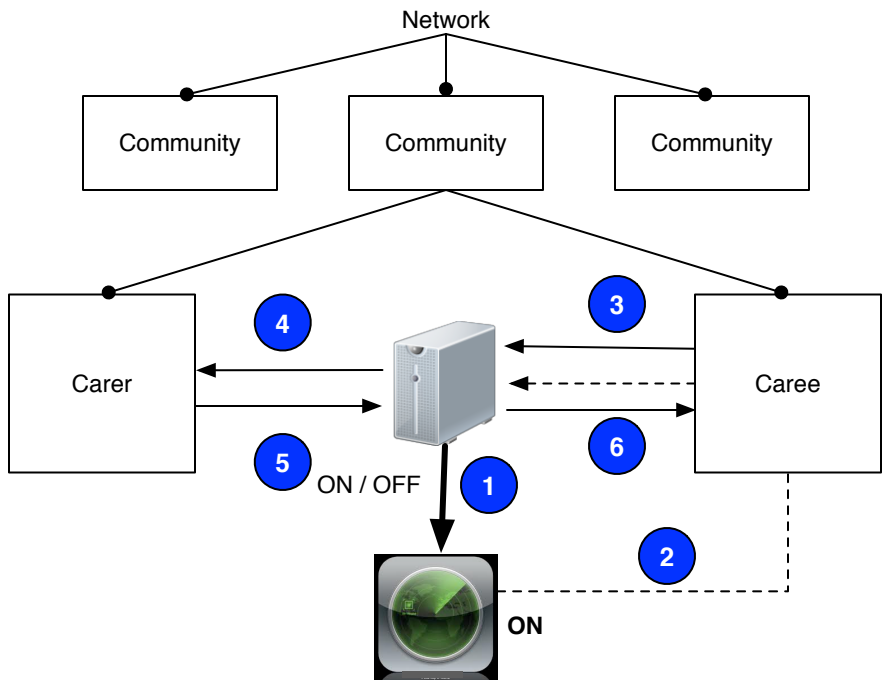 Network
Community
Community
Community
4
3
Carer
Caree
5
6
ON / OFF
1
2
ON